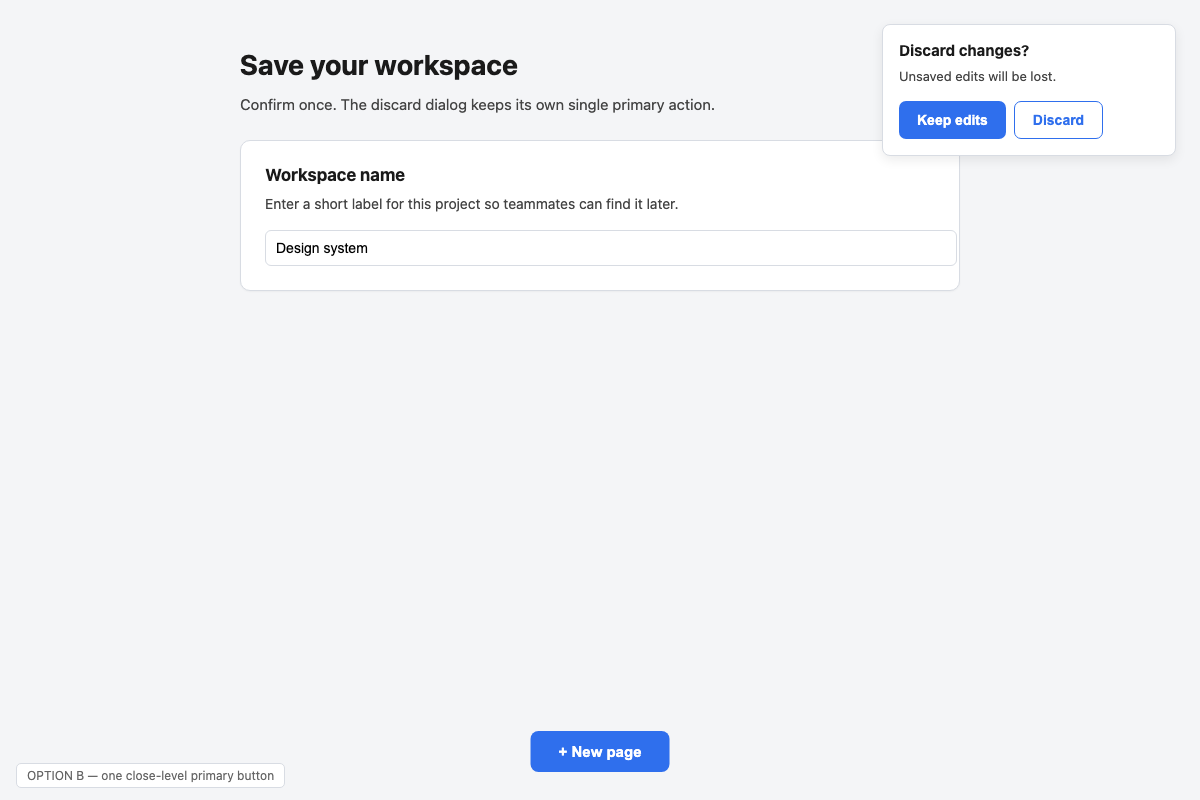 Save your workspace
Confirm once. The discard dialog keeps its own single primary action.
Discard changes?
Unsaved edits will be lost.
Keep edits
Discard
Workspace name
Enter a short label for this project so teammates can find it later.
Design system
+ New page
OPTION B — one close-level primary button